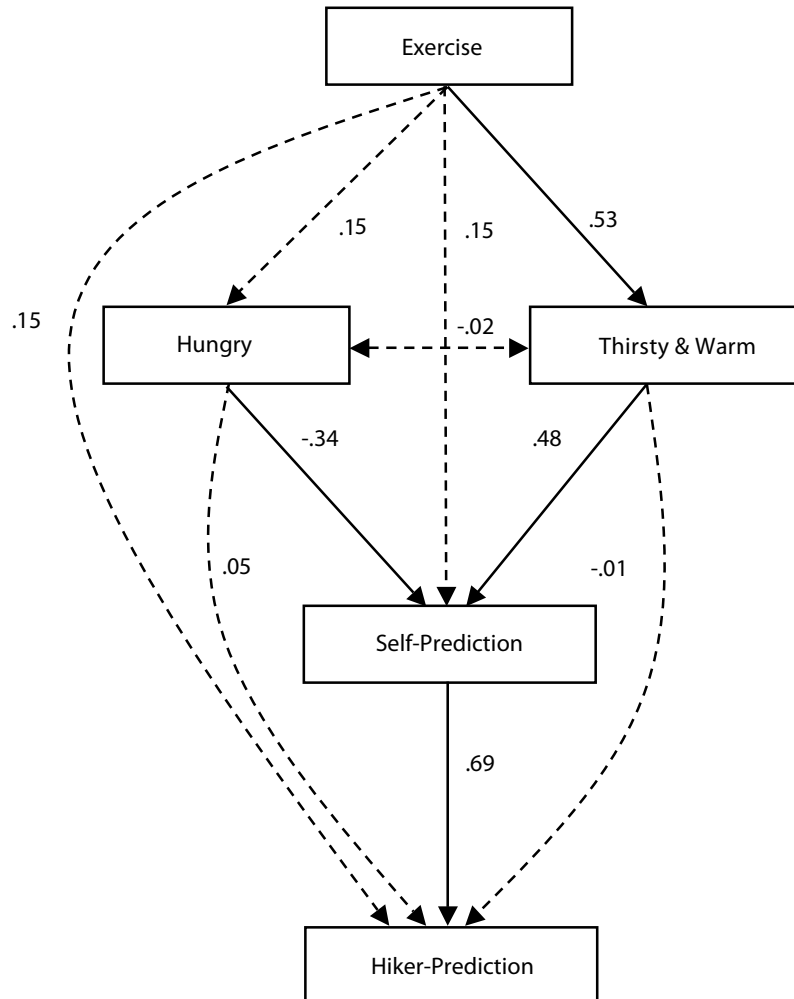 Exercise
.15
.15
.53
.15
Hungry
-.02
Thirsty & Warm
-.34
.48
.05
-.01
Self-Prediction
.69
Hiker-Prediction